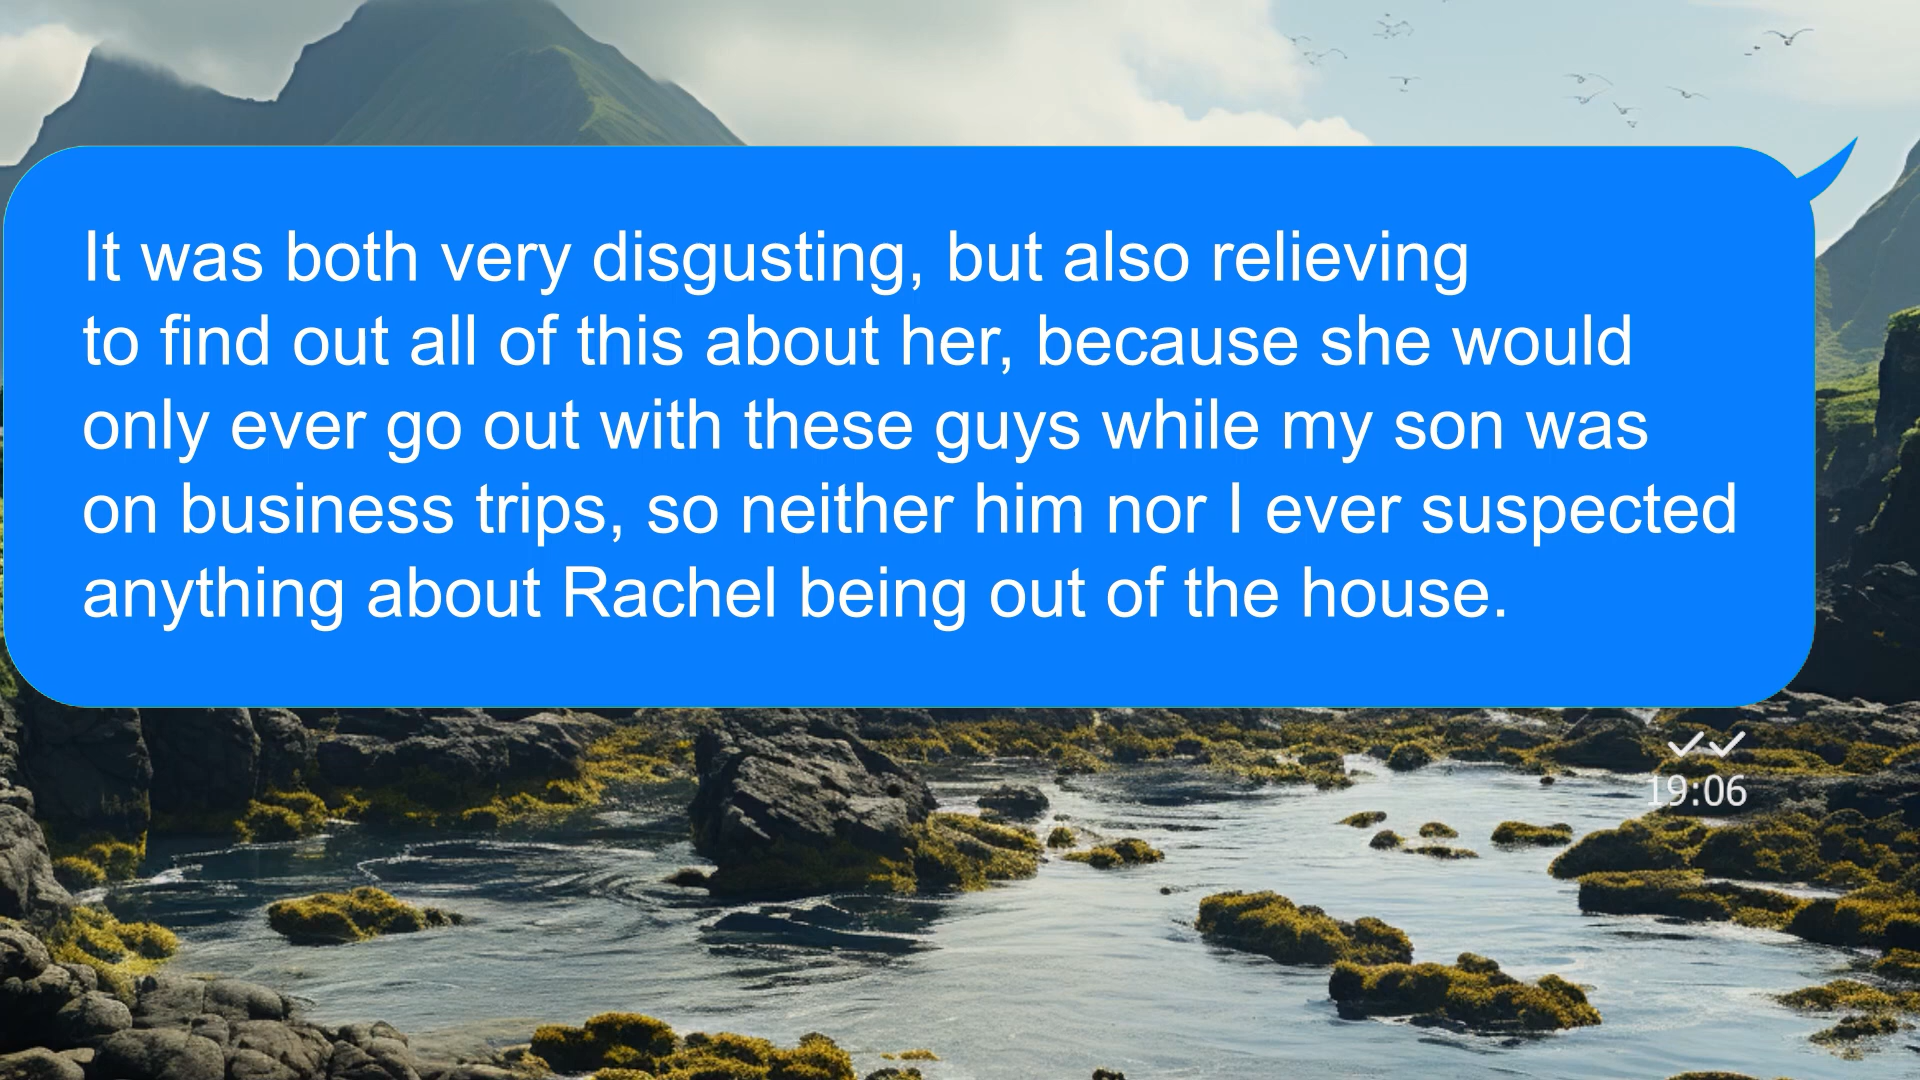 It was both very disgusting, but also relieving
to find out all of this about her, because she would
only ever go out with these guys while my son was
on business trips, so neither him nor I ever suspected
anything about Rachel being out of the house.
19:06